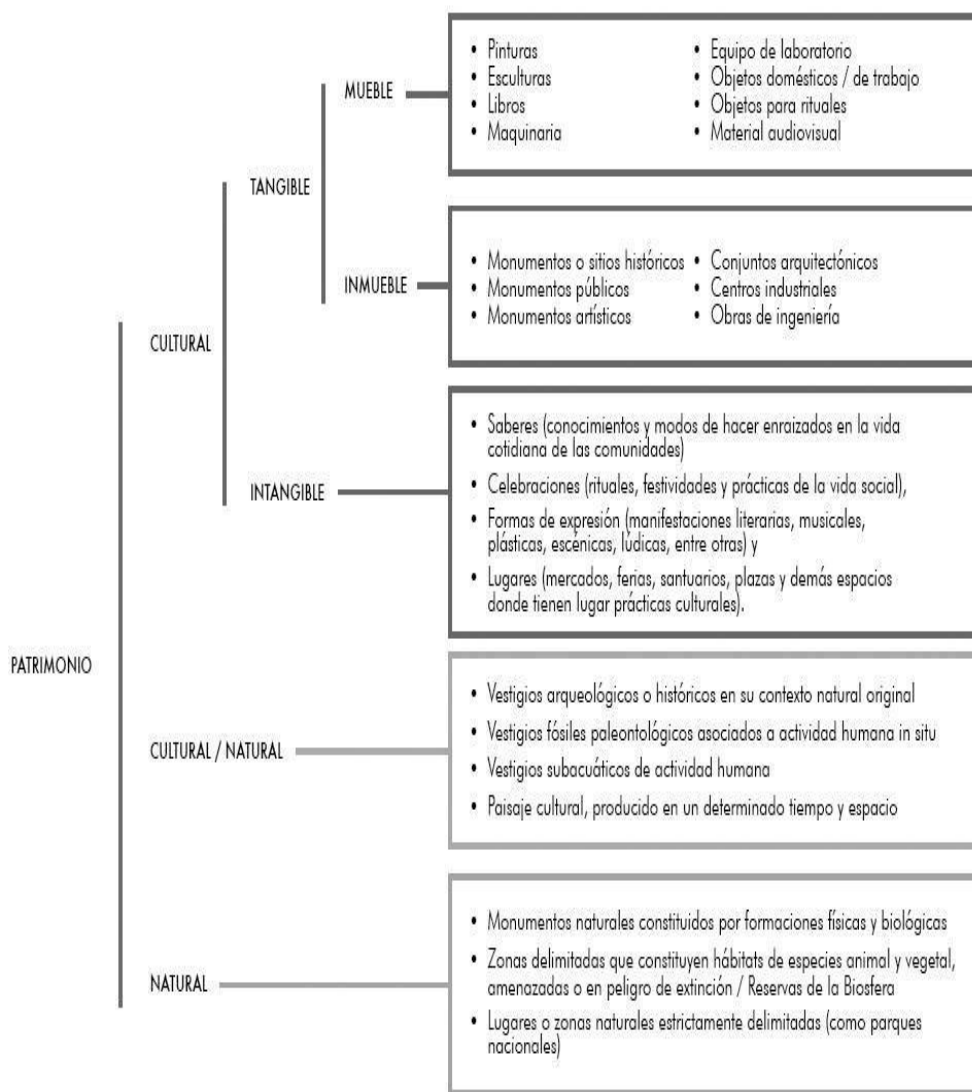 PATRIMONIO
CULTURAL
TANGIBLE
MUEBLE
• Pinturas
• Esculturas
• Libros
• Maquinaria
• Equipo de laboratorio
• Objetos domésticos / de trabajo
• Objetos para rituales
• Material audiovisual
INMUEBLE
• Monumentos o sitios históricos
• Monumentos públicos
• Monumentos artísticos
• Conjuntos arquitectónicos
• Centros industriales
• Obras de ingeniería
INTANGIBLE
• Saberes (conocimientos y modos de hacer enraizados en la vida
cotidiana de las comunidades)
• Celebraciones (rituales, festividades y prácticas de la vida social),
• Formas de expresión (manifestaciones literarias, musicales,
plásticas, escénicas, lúdicas, entre otras) y
• Lugares (mercados, ferias, santuarios, plazas y demás espacios
donde tienen lugar prácticas culturales).
CULTURAL / NATURAL
• Vestigios arqueológicos o históricos en su contexto natural original
• Vestigios fósiles paleontológicos asociados a actividad humana in situ
• Vestigios subacuáticos de actividad humana
• Paisaje cultural, producido en un determinado tiempo y espacio
NATURAL
• Monumentos naturales constituidos por formaciones físicas y biológicas
• Zonas delimitadas que constituyen hábitats de especies animal y vegetal,
amenazadas o en peligro de extinción / Reservas de la Biosfera
• Lugares o zonas naturales estrictamente delimitadas (como parques
nacionales)